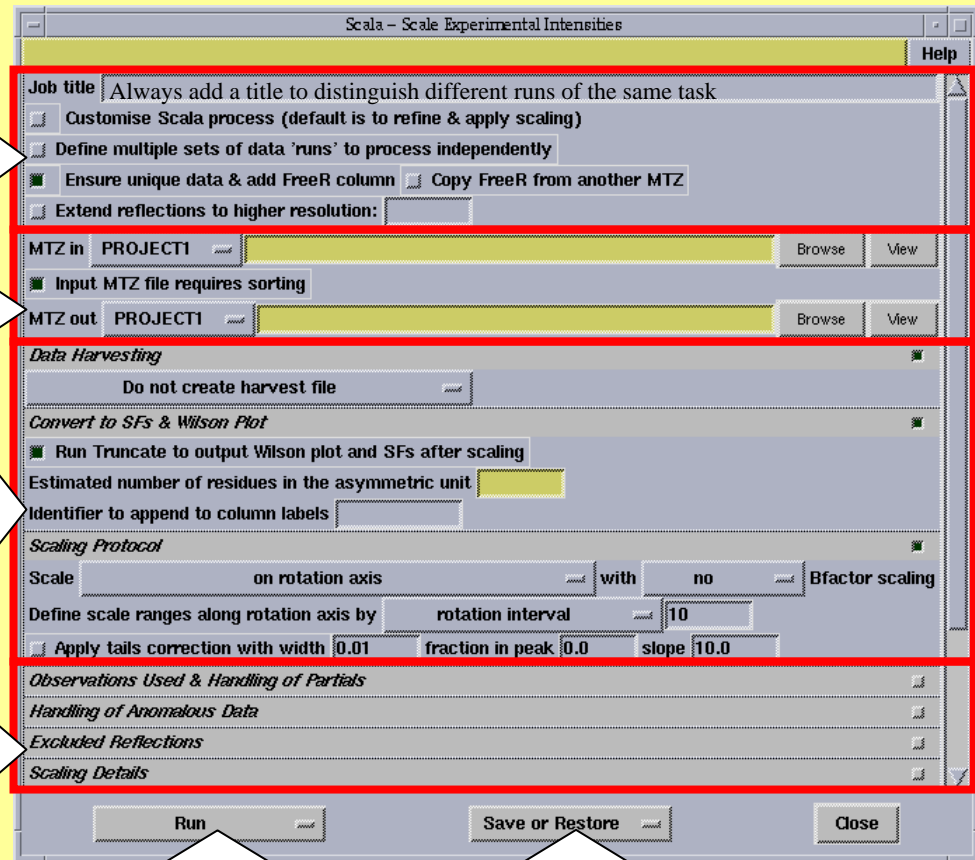 Scala – Scale Experimental Intensities
Help
Job title Always add a title to distinguish different runs of the same task
Customise Scala process (default is to refine & apply scaling)
Define multiple sets of data 'runs' to process independently
Ensure unique data & add FreeR column Copy FreeR from another MTZ
Extend reflections to higher resolution:
MTZ in PROJECT1 Browse View
Input MTZ file requires sorting
MTZ out PROJECT1 Browse View
Data Harvesting
Do not create harvest file
Convert to SFs & Wilson Plot
Run Truncate to output Wilson plot and SFs after scaling
Estimated number of residues in the asymmetric unit
Identifier to append to column labels
Scaling Protocol
Scale on rotation axis with no Bfactor scaling
Define scale ranges along rotation axis by rotation interval 10
Apply tails correction with width 0.01 fraction in peak 0.0 slope 10.0
Observations Used & Handling of Partials
Handling of Anomalous Data
Excluded Reflections
Scaling Details
Run Save or Restore Close